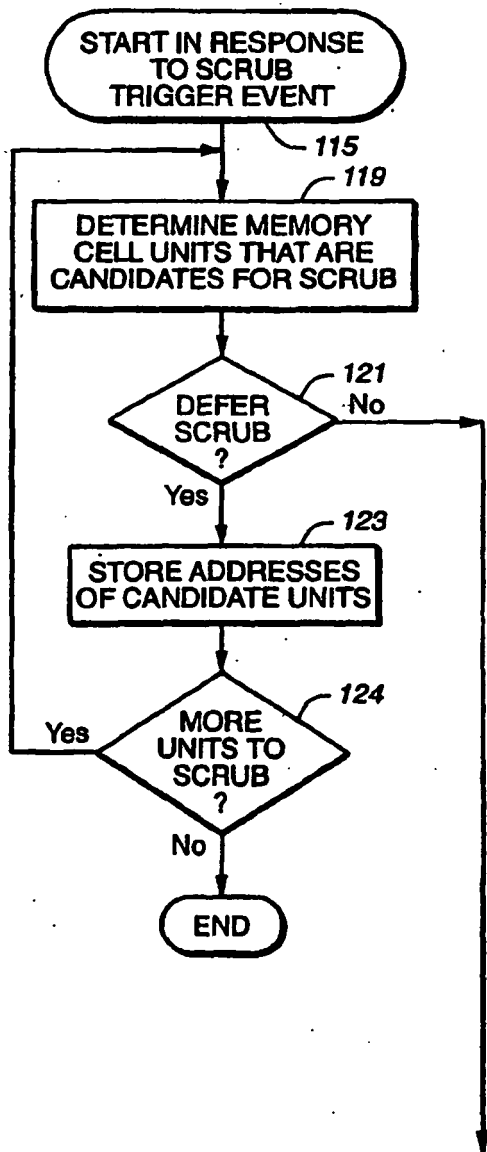 START IN RESPONSE
TO SCRUB
TRIGGER EVENT
115
119
DETERMINE MEMORY
CELL UNITS THAT ARE
CANDIDATES FOR SCRUB
121
DEFER
SCRUB
?
No
Yes
123
STORE ADDRESSES
OF CANDIDATE UNITS
124
MORE
UNITS TO
SCRUB
?
Yes
No
END